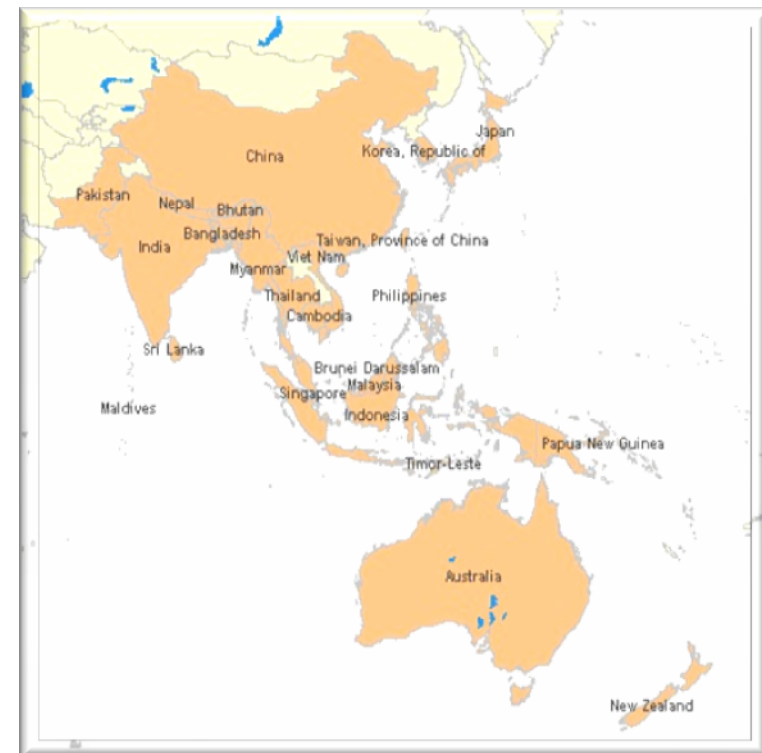 Japan
Korea, Republic of
China
Pakistan
Nepal
Bhutan
Bangladesh
Taiwan, Province of China
India
Viet Nam
Myanmar
Thailand
Philippines
Cambodia
Sri Lanka
Brunei Darussalam
Malaysia
Singapore
Maldives
Indonesia
Papua New Guinea
Timor-Leste
Australia
New Zealand